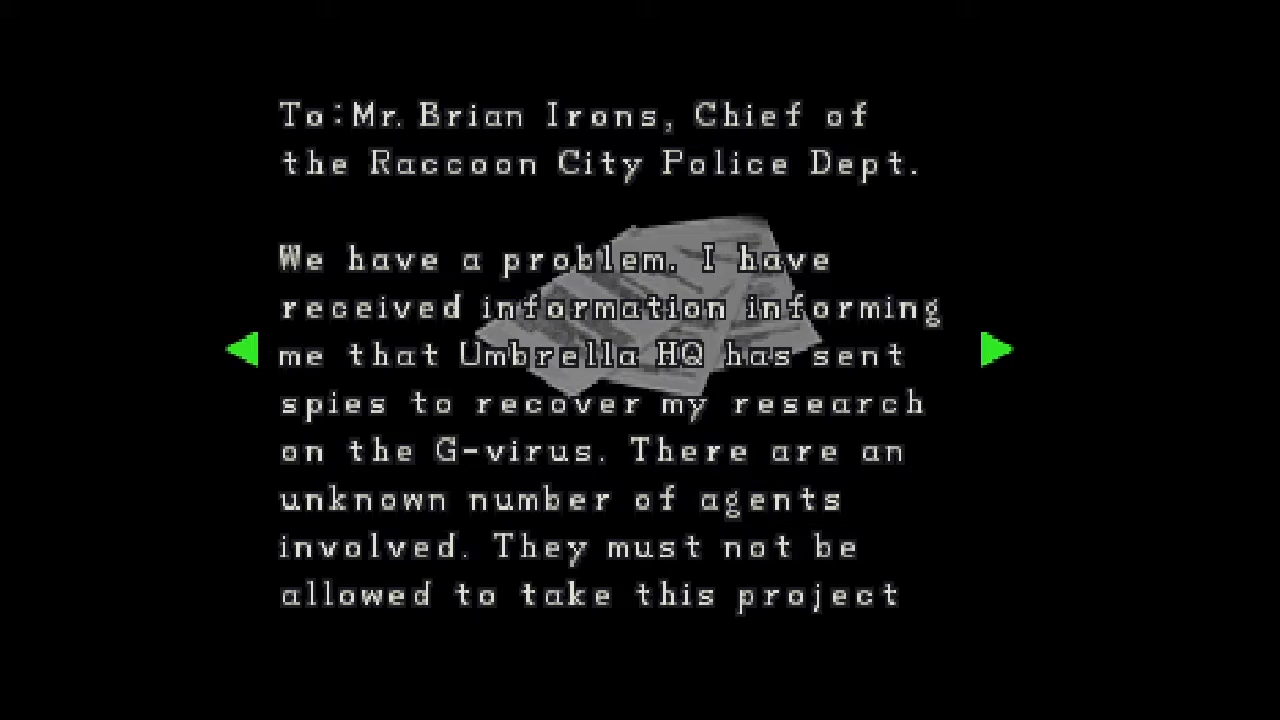 To:Mr. Brian Irons, Chief of
the Raccoon City Police Dept.
We have a problem. I have
received information informing
me that Umbrella HQ has sent
spies to recover my research
on the G-virus. There are an
unknown number of agents
involved. They must not be
allowed to take this project